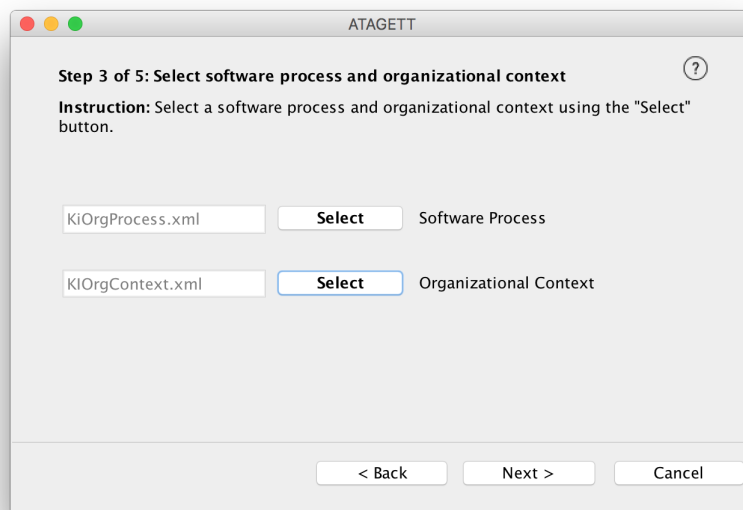 ATAGETT
Step 3 of 5: Select software process and organizational context
?
Instruction: Select a software process and organizational context using the "Select"
button.
KiOrgProcess.xml Select Software Process
KIOrgContext.xml Select Organizational Context
< Back Next > Cancel